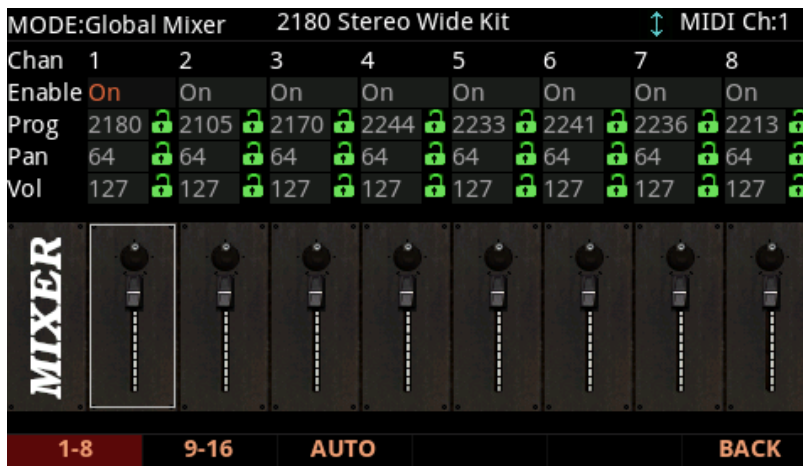 MODE:Global Mixer 2180 Stereo Wide Kit ↕ MIDI Ch:1
Chan 1 2 3 4 5 6 7 8
Enable On On On On On On On On
Prog 2180 2105 2170 2244 2233 2241 2236 2213
Pan 64 64 64 64 64 64 64 64
Vol 127 127 127 127 127 127 127 127
MIXER
1-8 9-16 AUTO BACK